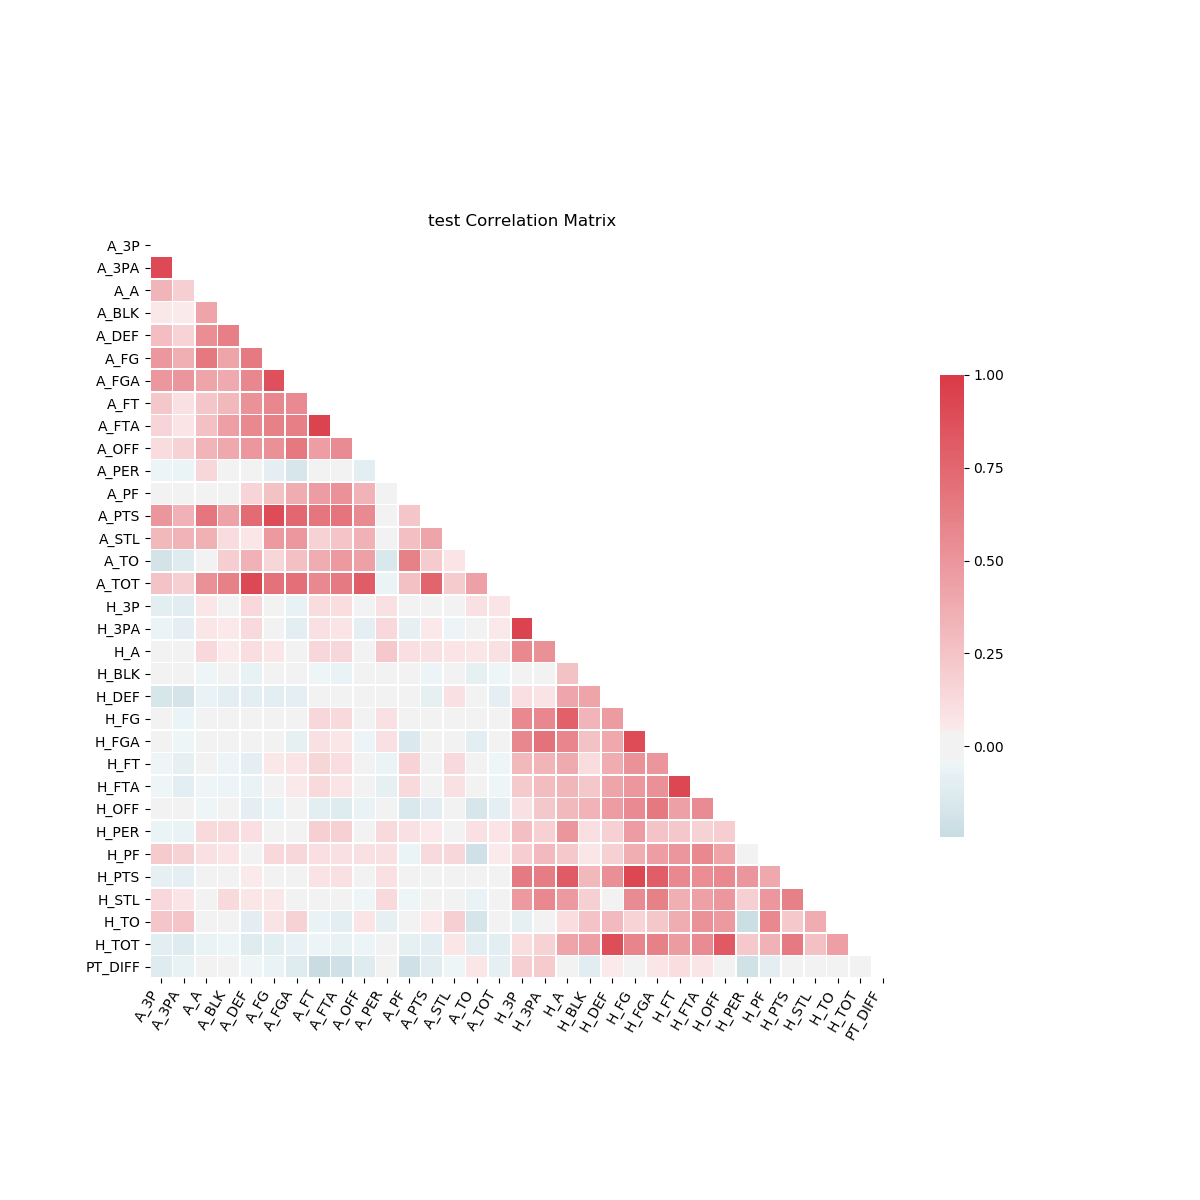 test Correlation Matrix
A_3P
A_3PA
A_A
A_BLK
A_DEF
A_FG
A_FGA
A_FT
A_FTA
A_OFF
A_PER
A_PF
A_PTS
A_STL
A_TO
A_TOT
H_3P
H_3PA
H_A
H_BLK
H_DEF
H_FG
H_FGA
H_FT
H_FTA
H_OFF
H_PER
H_PF
H_PTS
H_STL
H_TO
H_TOT
PT_DIFF
A_3P
A_3PA
A_A
A_BLK
A_DEF
A_FG
A_FGA
A_FT
A_FTA
A_OFF
A_PER
A_PF
A_PTS
A_STL
A_TO
A_TOT
H_3P
H_3PA
H_A
H_BLK
H_DEF
H_FG
H_FGA
H_FT
H_FTA
H_OFF
H_PER
H_PF
H_PTS
H_STL
H_TO
H_TOT
PT_DIFF
1.00
0.75
0.50
0.25
0.00